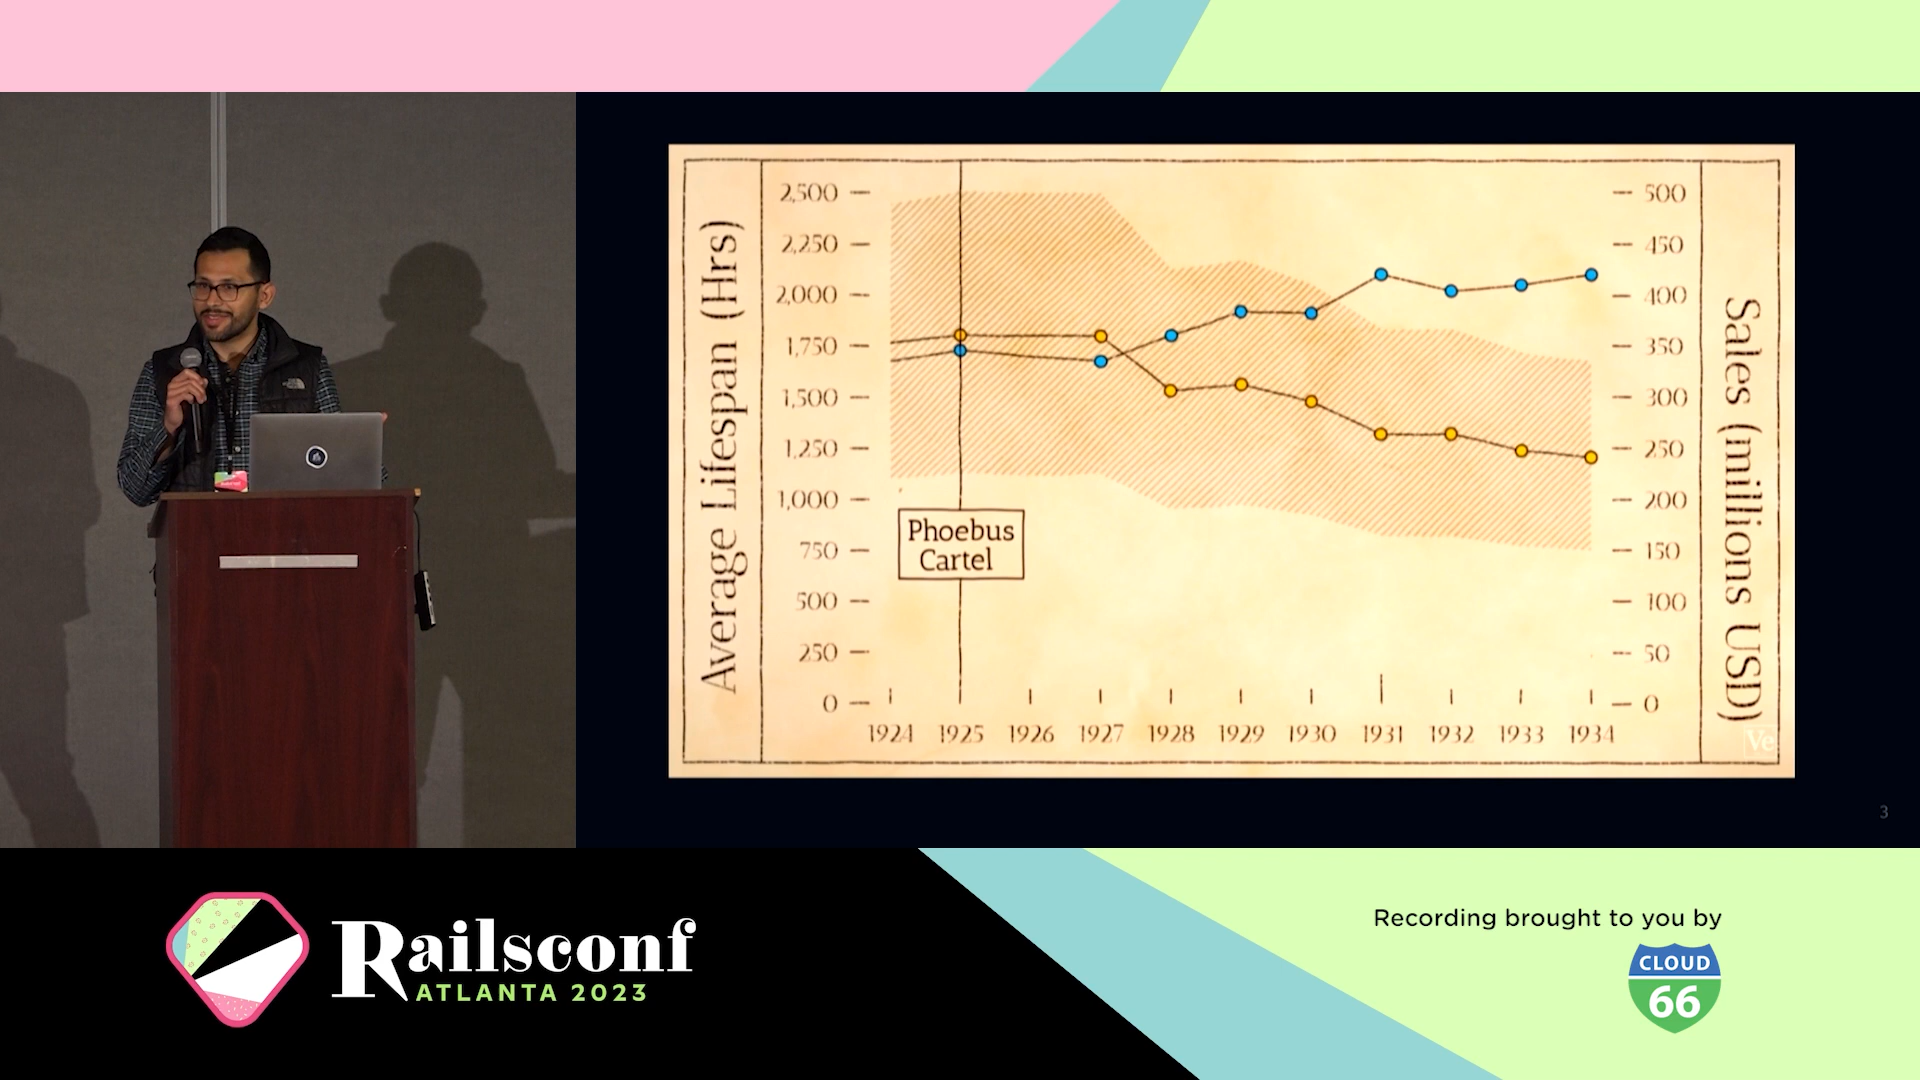 Average Lifespan (Hrs)
2,500
2,250
2,000
1,750
1,500
1,250
1,000
750
500
250
0
Phoebus
Cartel
1924 1925 1926 1927 1928 1929 1930 1931 1932 1933 1934
500
450
400
350
300
250
200
150
100
50
0
Sales (millions USD)
Ve
3
Railsconf
ATLANTA 2023
Recording brought to you by
CLOUD
66